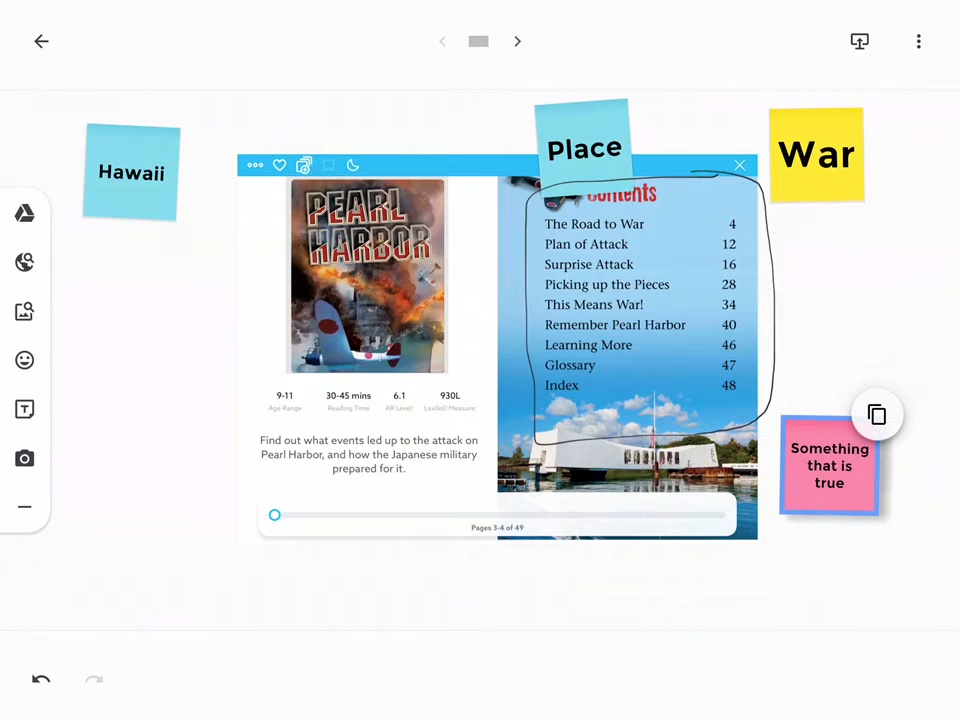 Hawaii
Place
War
PEARL
HARBOR
Contents
The Road to War 4
Plan of Attack 12
Surprise Attack 16
Picking up the Pieces 28
This Means War! 34
Remember Pearl Harbor 40
Learning More 46
Glossary 47
Index 48
9-11 30-45 mins 6.1 930L
Age Range Reading Time AR Level Lexile® Measure
Find out what events led up to the attack on
Pearl Harbor, and how the Japanese military
prepared for it.
Something
that is
true
Pages 3-4 of 49